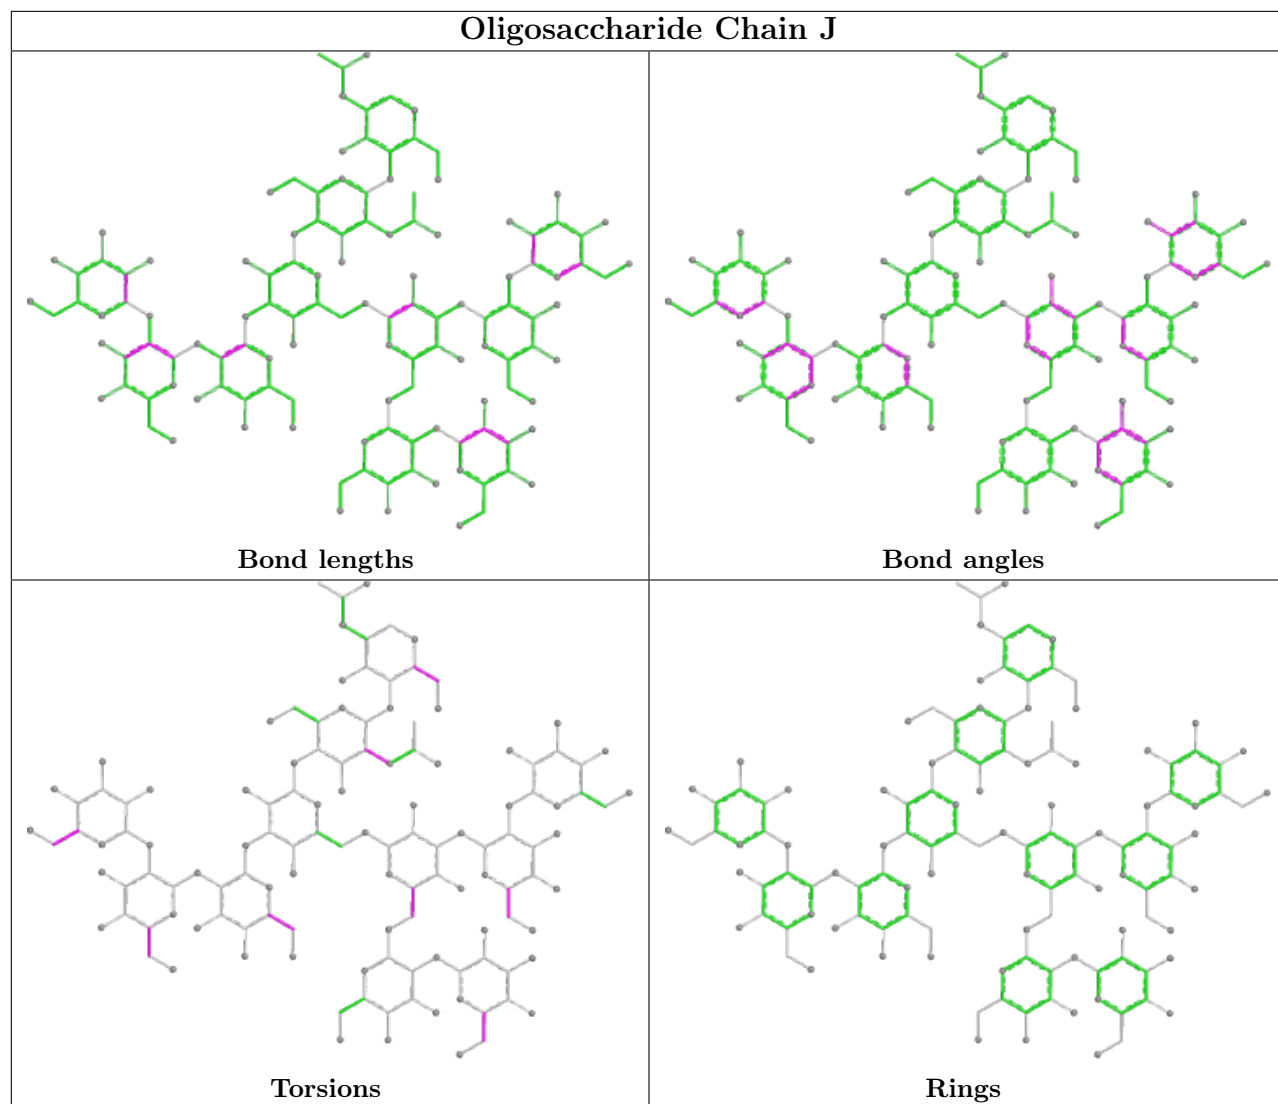 Oligosaccharide Chain J
Bond lengths
Bond angles
Torsions
Rings